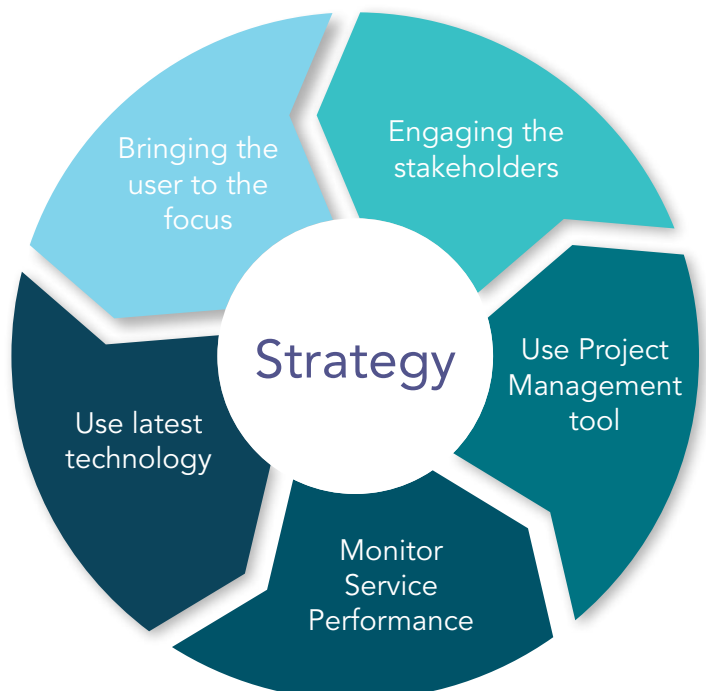 Bringing the
user to the
focus
Engaging the
stakeholders
Strategy
Use Project
Management
tool
Use latest
technology
Monitor
Service
Performance